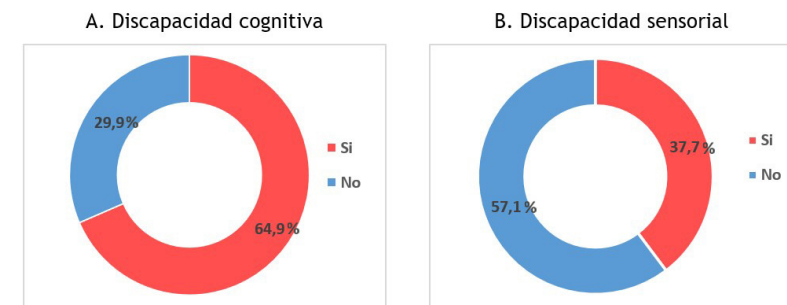 A. Discapacidad cognitiva
29,9%
64,9%
Si
No
B. Discapacidad sensorial
37,7%
57,1%
Si
No